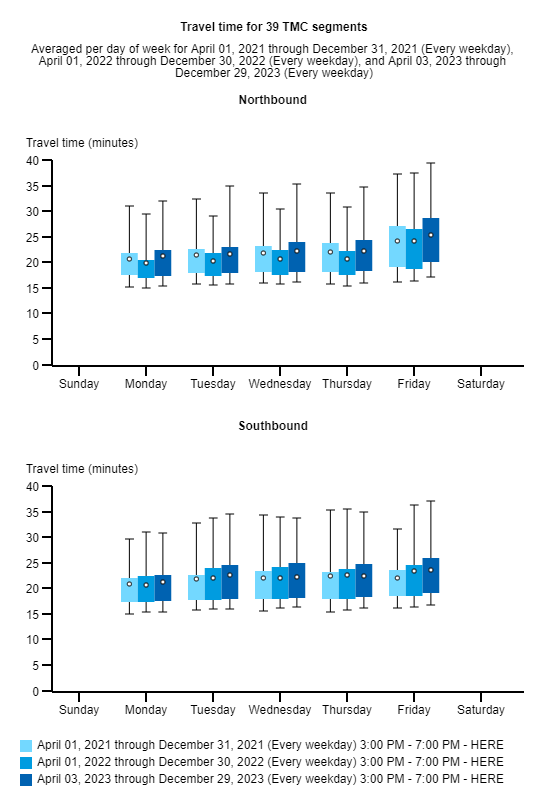 Travel time for 39 TMC segments
Averaged per day of week for April 01, 2021 through December 31, 2021 (Every weekday),
April 01, 2022 through December 30, 2022 (Every weekday), and April 03, 2023 through
December 29, 2023 (Every weekday)
Northbound
Travel time (minutes)
40
35
30
25
20
15
10
5
0
Sunday Monday Tuesday Wednesday Thursday Friday Saturday
Southbound
Travel time (minutes)
40
35
30
25
20
15
10
5
0
Sunday Monday Tuesday Wednesday Thursday Friday Saturday
April 01, 2021 through December 31, 2021 (Every weekday) 3:00 PM - 7:00 PM - HERE
April 01, 2022 through December 30, 2022 (Every weekday) 3:00 PM - 7:00 PM - HERE
April 03, 2023 through December 29, 2023 (Every weekday) 3:00 PM - 7:00 PM - HERE